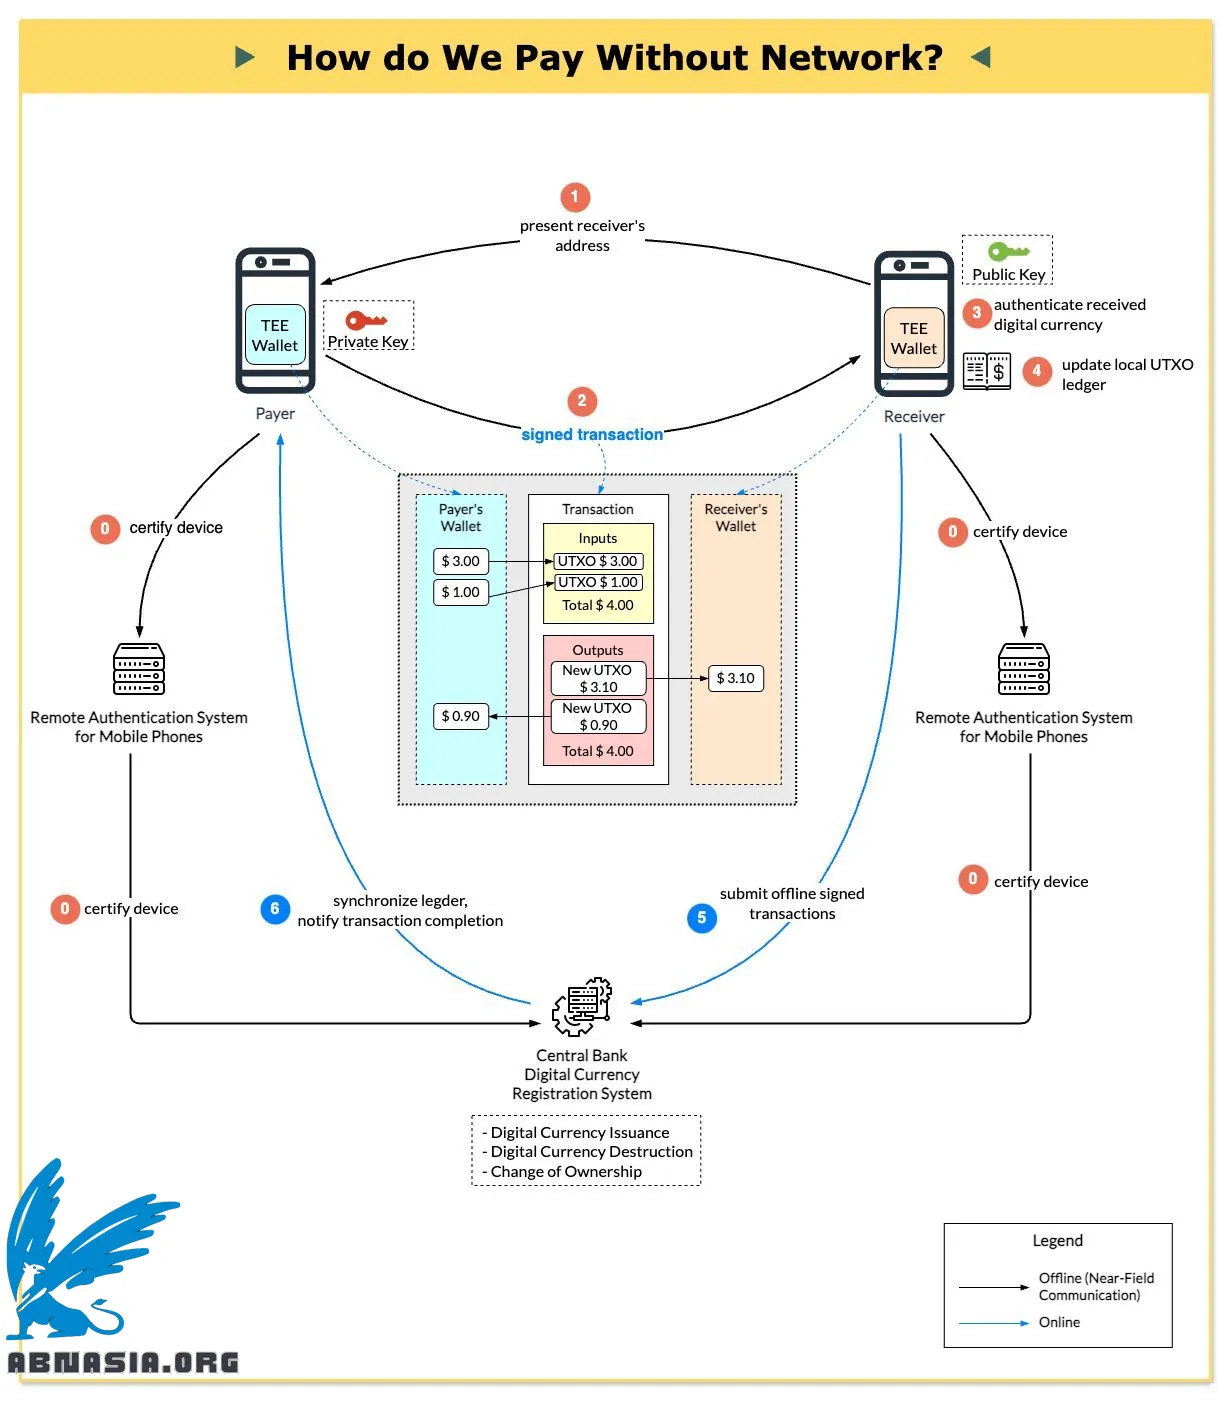 How do We Pay Without Network?
1
present receiver's
address
Public Key
TEE
Wallet
Private Key
Payer
TEE
Wallet
Receiver
3
authenticate received
digital currency
4
update local UTXO
ledger
2
signed transaction
0
certify device
0
certify device
Payer's
Wallet
$ 3.00
$ 1.00
$ 0.90
Transaction
Inputs
UTXO $ 3.00
UTXO $ 1.00
Total $ 4.00
Outputs
New UTXO
$ 3.10
New UTXO
$ 0.90
Total $ 4.00
Receiver's
Wallet
$ 3.10
Remote Authentication System
for Mobile Phones
Remote Authentication System
for Mobile Phones
0
certify device
6
synchronize legder,
notify transaction completion
5
submit offline signed
transactions
0
certify device
Central Bank
Digital Currency
Registration System
- Digital Currency Issuance
- Digital Currency Destruction
- Change of Ownership
Legend
Offline (Near-Field
Communication)
Online
ABNASIA.ORG